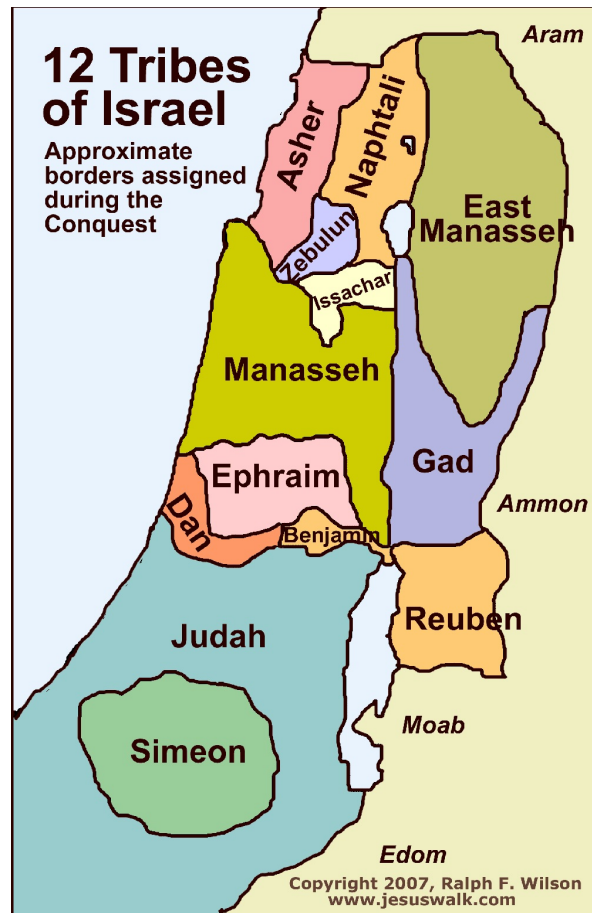 12 Tribes
of Israel
Approximate
borders assigned
during the
Conquest
Aram
Asher
Naphtali
East
Manasseh
Zebulun
Issachar
Manasseh
Gad
Ephraim
Dan
Benjamin
Ammon
Reuben
Judah
Moab
Simeon
Edom
Copyright 2007, Ralph F. Wilson
www.jesuswalk.com